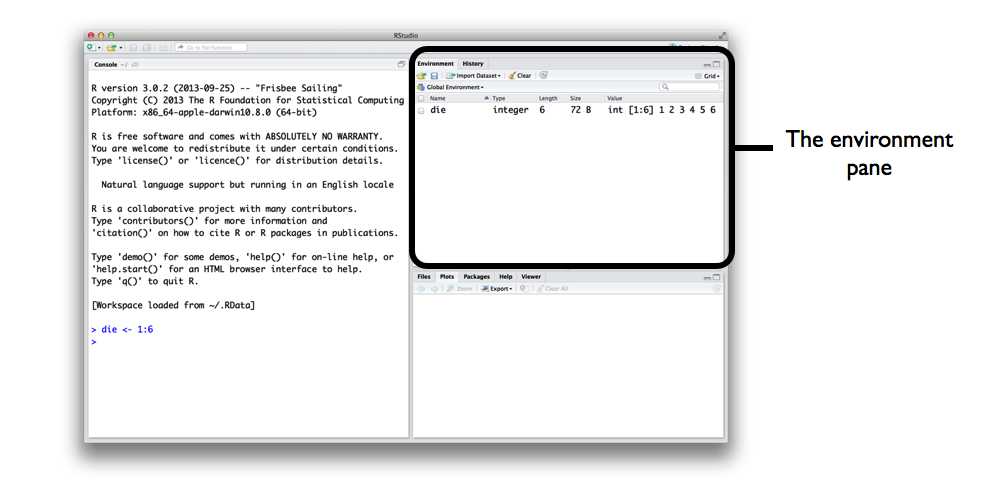 RStudio
Go to file/function
Console ~/
R version 3.0.2 (2013-09-25) -- "Frisbee Sailing"
Copyright (C) 2013 The R Foundation for Statistical Computing
Platform: x86_64-apple-darwin10.8.0 (64-bit)
R is free software and comes with ABSOLUTELY NO WARRANTY.
You are welcome to redistribute it under certain conditions.
Type 'license()' or 'licence()' for distribution details.
Natural language support but running in an English locale
R is a collaborative project with many contributors.
Type 'contributors()' for more information and
'citation()' on how to cite R or R packages in publications.
Type 'demo()' for some demos, 'help()' for on-line help, or
'help.start()' for an HTML browser interface to help.
Type 'q()' to quit R.
[Workspace loaded from ~/.RData]
> die <- 1:6
>
Environment History
Import Dataset Clear Grid
Global Environment
Name Type Length Size Value
die integer 6 72 B int [1:6] 1 2 3 4 5 6
Files Plots Packages Help Viewer
Zoom Export Clear All
The environment
pane